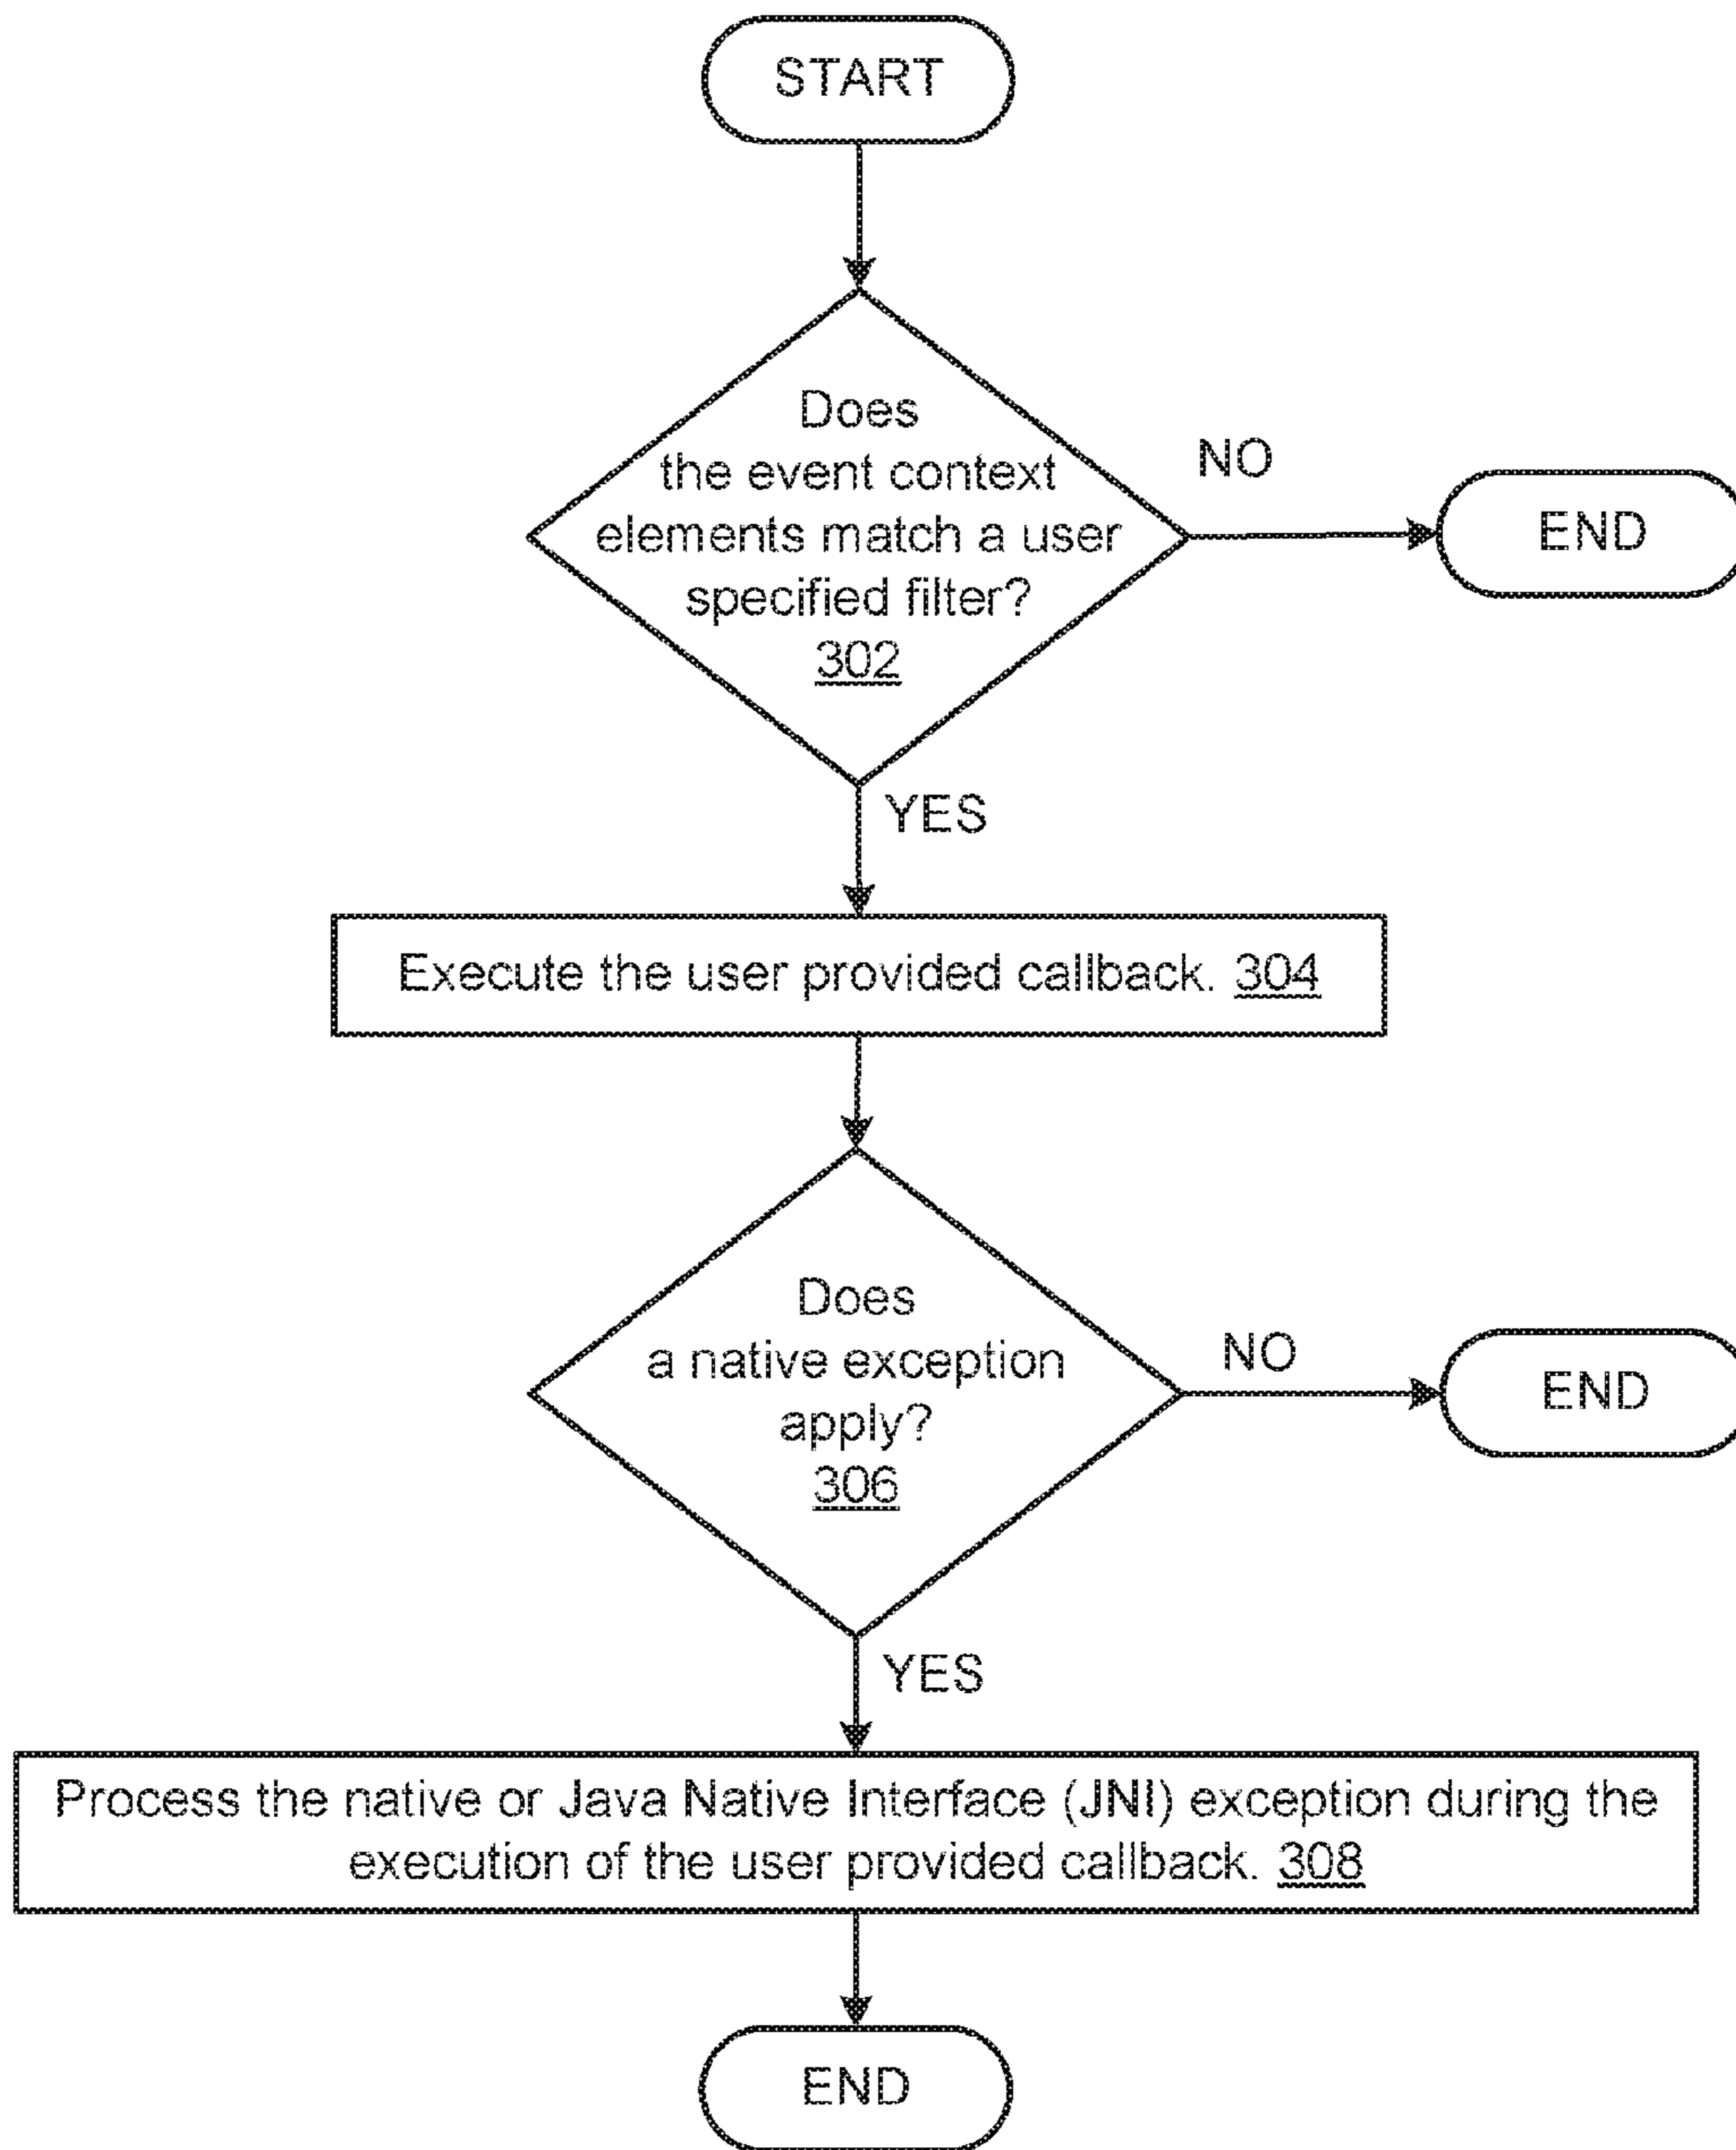 START
Does
the event context
elements match a user
specified filter?
302
NO
END
YES
Execute the user provided callback. 304
Does
a native exception
apply?
306
NO
END
YES
Process the native or Java Native Interface (JNI) exception during the
execution of the user provided callback. 308
END